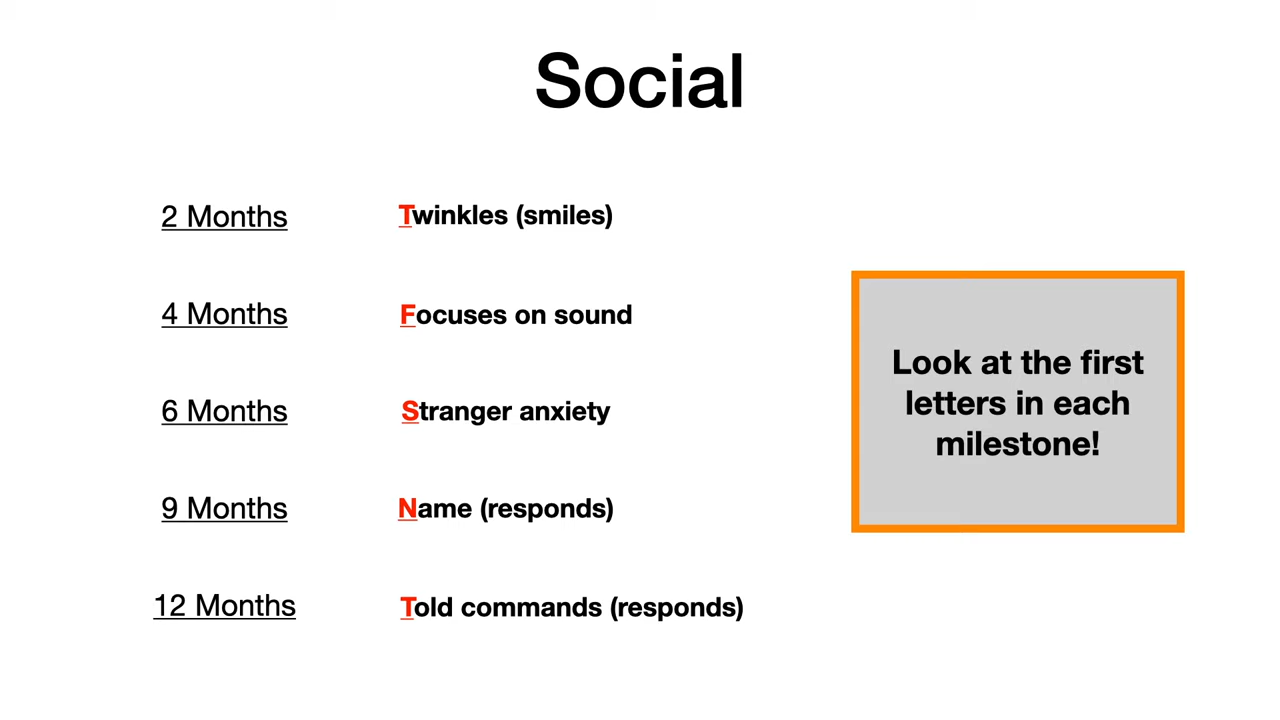 Social
2 Months
Twinkles (smiles)
4 Months
Focuses on sound
6 Months
Stranger anxiety
9 Months
Name (responds)
12 Months
Told commands (responds)
Look at the first
letters in each
milestone!